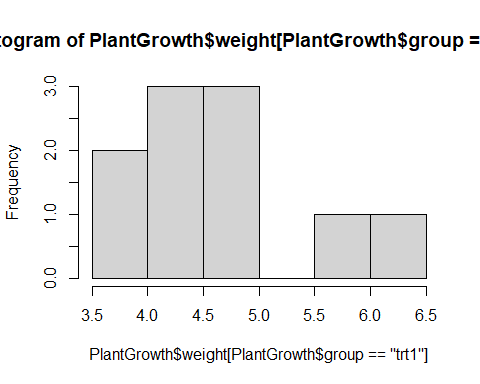 togram of PlantGrowth$weight[PlantGrowth$group =
Frequency
3.0
2.0
1.0
0.0
3.5 4.0 4.5 5.0 5.5 6.0 6.5
PlantGrowth$weight[PlantGrowth$group == "trt1"]